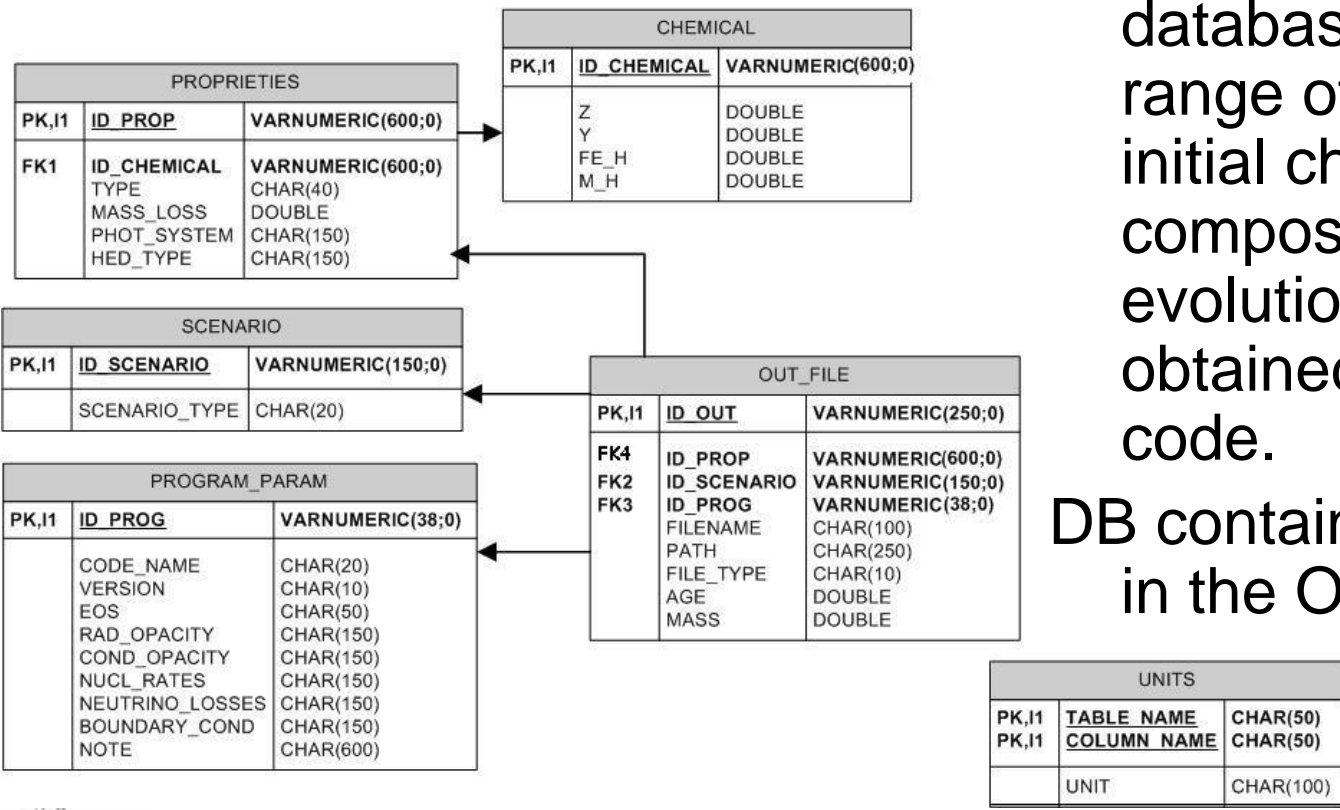 CHEMICAL
PK,I1 ID_CHEMICAL VARNUMERIC(600;0)
Z DOUBLE
Y DOUBLE
FE_H DOUBLE
M_H DOUBLE
PROPRIETIES
PK,I1 ID_PROP VARNUMERIC(600;0)
FK1 ID_CHEMICAL VARNUMERIC(600;0)
TYPE CHAR(40)
MASS_LOSS DOUBLE
PHOT_SYSTEM CHAR(150)
HED_TYPE CHAR(150)
SCENARIO
PK,I1 ID_SCENARIO VARNUMERIC(150;0)
SCENARIO_TYPE CHAR(20)
PROGRAM_PARAM
PK,I1 ID_PROG VARNUMERIC(38;0)
CODE_NAME CHAR(20)
VERSION CHAR(10)
EOS CHAR(50)
RAD_OPACITY CHAR(150)
COND_OPACITY CHAR(150)
NUCL_RATES CHAR(150)
NEUTRINO_LOSSES CHAR(150)
BOUNDARY_COND CHAR(150)
NOTE CHAR(600)
OUT_FILE
PK,I1 ID_OUT VARNUMERIC(250;0)
FK4 ID_PROP VARNUMERIC(600;0)
FK2 ID_SCENARIO VARNUMERIC(150;0)
FK3 ID_PROG VARNUMERIC(38;0)
FILENAME CHAR(100)
PATH CHAR(250)
FILE_TYPE CHAR(10)
AGE DOUBLE
MASS DOUBLE
databas
range of
initial ch
compos
evolutio
obtained
code.
DB contain
in the O
UNITS
PK,I1 TABLE_NAME CHAR(50)
PK,I1 COLUMN_NAME CHAR(50)
UNIT CHAR(100)